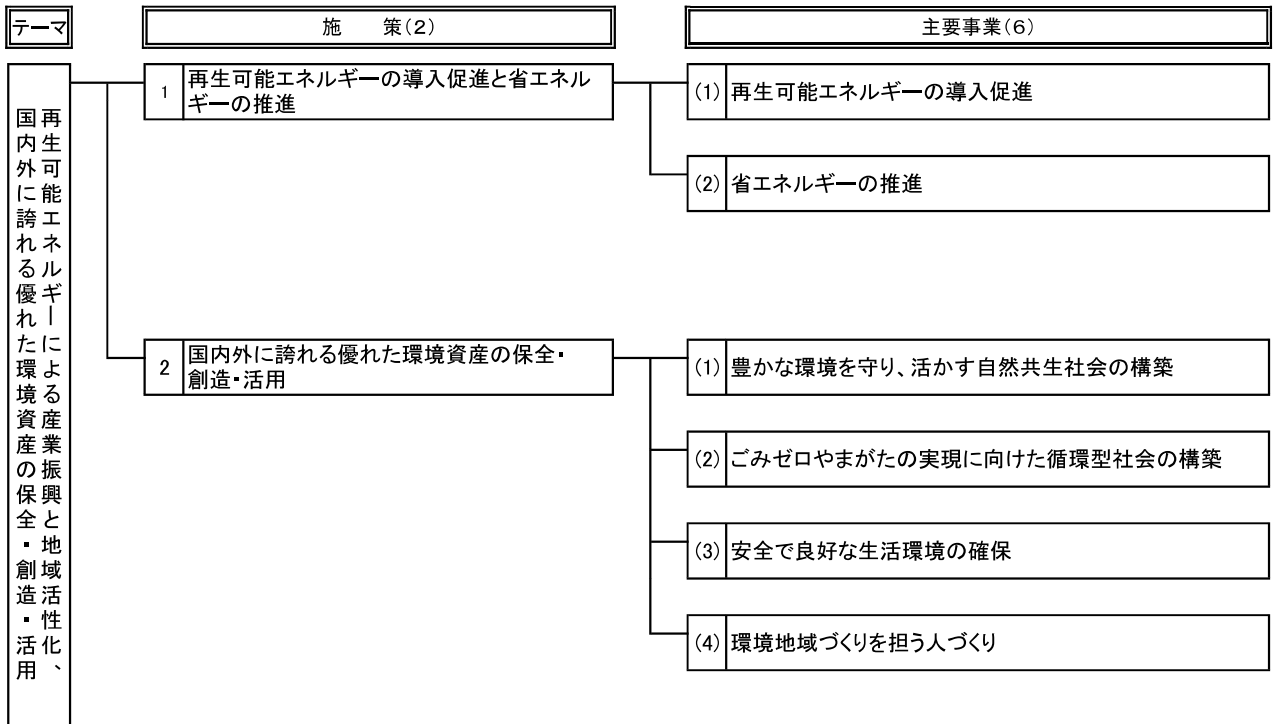 テーマ
施　　策(2)
主要事業(6)
再生可能エネルギーによる産業振興と地域活性化、
国内外に誇れる優れた環境資産の保全・創造・活用
1
再生可能エネルギーの導入促進と省エネル
ギーの推進
(1) 再生可能エネルギーの導入促進
(2) 省エネルギーの推進
2
国内外に誇れる優れた環境資産の保全・
創造・活用
(1) 豊かな環境を守り、活かす自然共生社会の構築
(2) ごみゼロやまがたの実現に向けた循環型社会の構築
(3) 安全で良好な生活環境の確保
(4) 環境地域づくりを担う人づくり